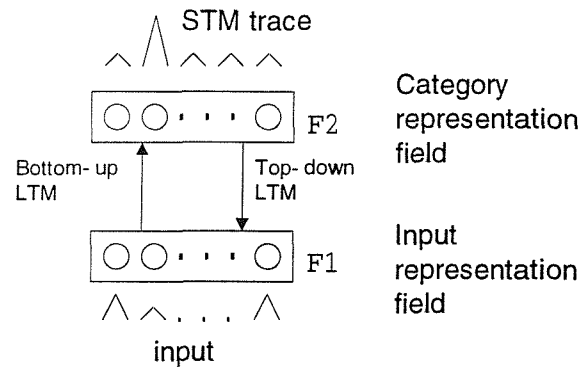 STM trace
F2
Category
representation
field
Bottom- up
LTM
Top- down
LTM
F1
Input
representation
field
input